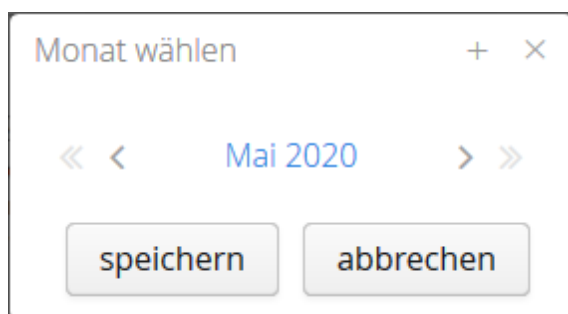 Monat wählen + ×
« < Mai 2020 > »
speichern abbrechen